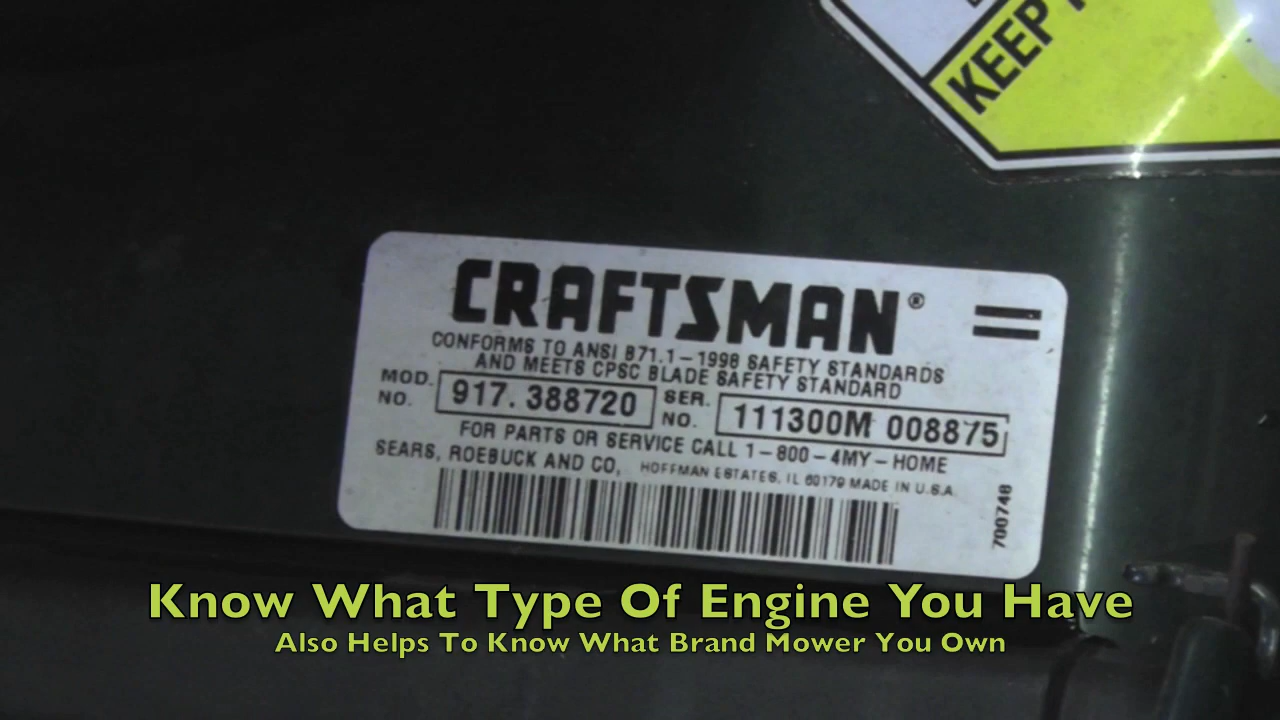 KEEP
CRAFTSMAN®
CONFORMS TO ANSI B71.1-1998 SAFETY STANDARDS
AND MEETS CPSC BLADE SAFETY STANDARD
MOD. NO. 917.388720 SER. NO. 111300M 008875
FOR PARTS OR SERVICE CALL 1-800-4MY-HOME
SEARS, ROEBUCK AND CO, HOFFMAN ESTATES, IL 60179 MADE IN U.S.A.
700748
Know What Type Of Engine You Have
Also Helps To Know What Brand Mower You Own